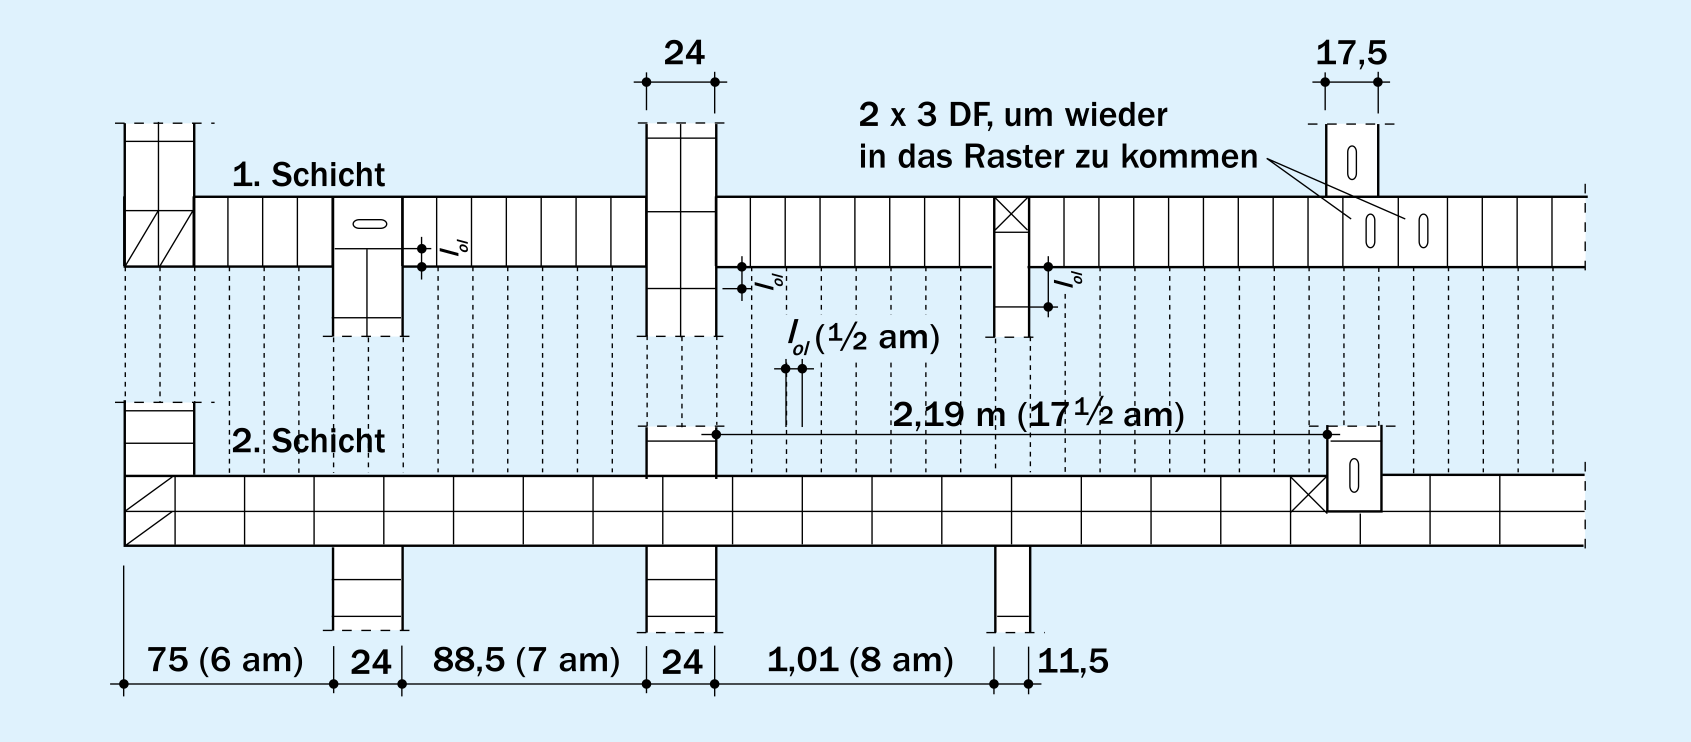 24
17,5
2 x 3 DF, um wieder
in das Raster zu kommen
1. Schicht
lol
lol
lol
lol (1/2 am)
2,19 m (17 1/2 am)
2. Schicht
75 (6 am)
24
88,5 (7 am)
24
1,01 (8 am)
11,5